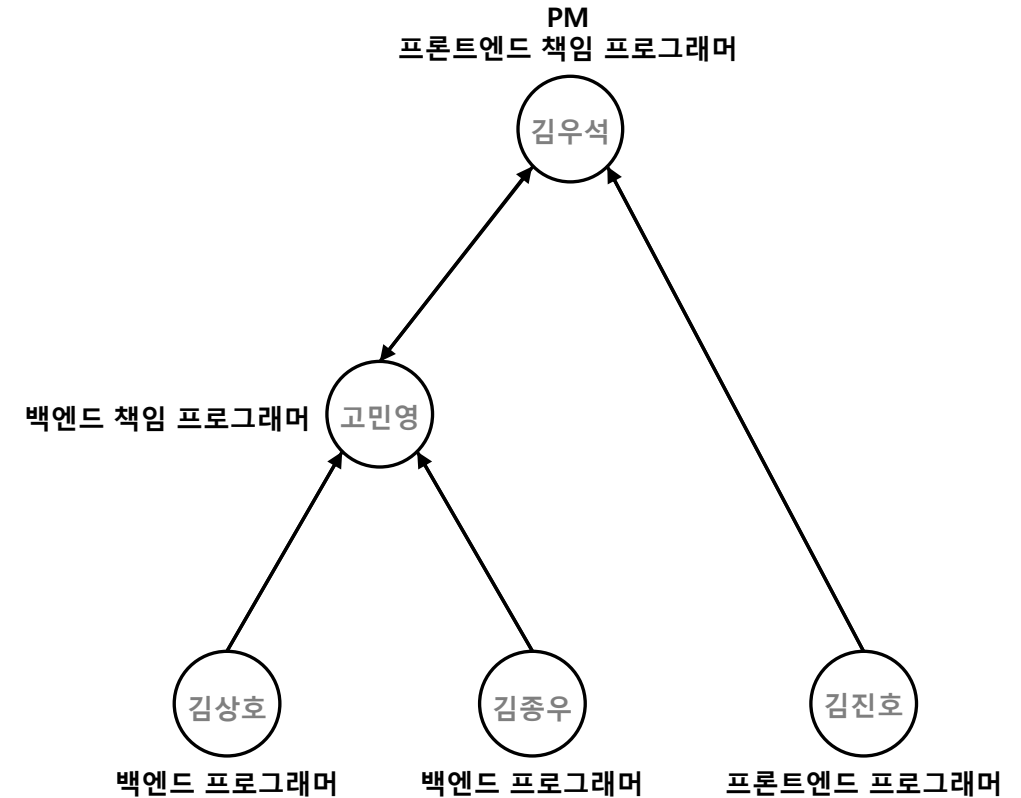 PM
프론트엔드 책임 프로그래머
김우석
백엔드 책임 프로그래머
고민영
김상호
김종우
김진호
백엔드 프로그래머
백엔드 프로그래머
프론트엔드 프로그래머